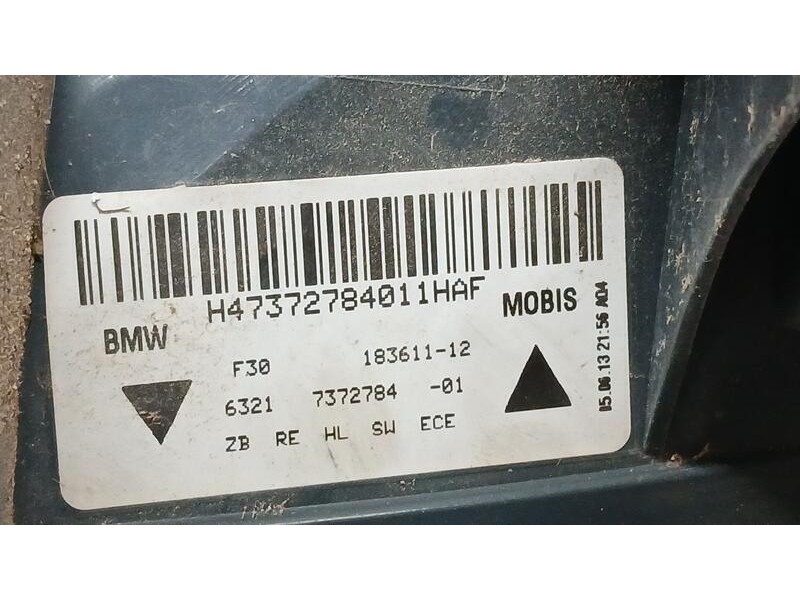 H47372784011HAF
BMW
MOBIS
F30 183611-12
6321 7372784 -01
ZB RE HL SW ECE
05.06.13 21:56 A04